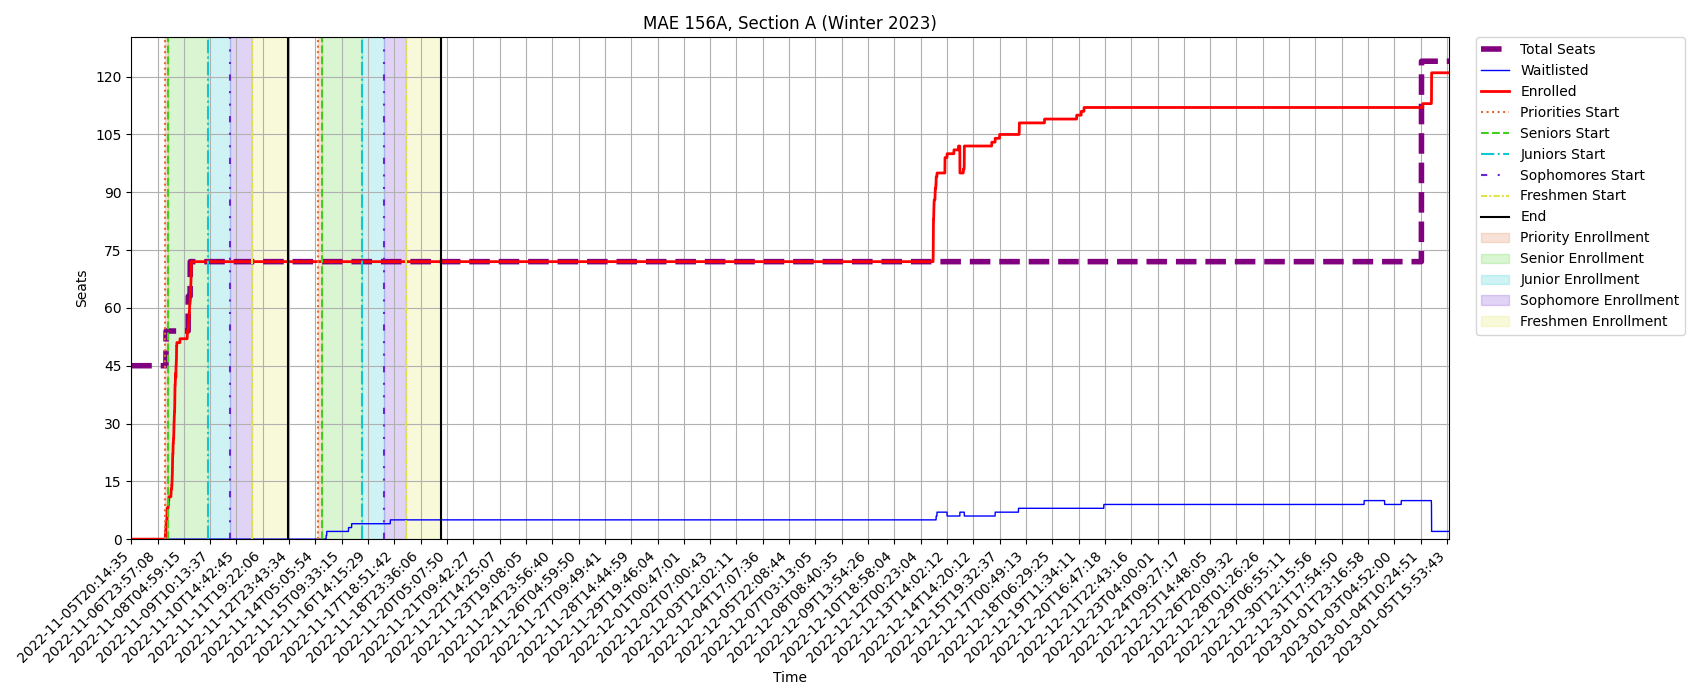 MAE 156A, Section A (Winter 2023)
Seats
120
105
90
75
60
45
30
15
0
2022-11-05T20:14:35
2022-11-06T23:57:08
2022-11-08T04:59:15
2022-11-09T10:13:37
2022-11-10T14:42:45
2022-11-11T19:22:06
2022-11-12T23:43:34
2022-11-14T05:05:54
2022-11-15T09:33:15
2022-11-16T14:15:29
2022-11-17T18:51:42
2022-11-18T23:36:06
2022-11-20T05:07:50
2022-11-21T09:42:27
2022-11-22T14:25:07
2022-11-23T19:08:05
2022-11-24T23:56:40
2022-11-26T04:59:50
2022-11-27T09:49:41
2022-11-28T14:44:59
2022-11-29T19:46:04
2022-12-01T00:47:01
2022-12-02T07:00:43
2022-12-03T12:02:11
2022-12-04T17:07:36
2022-12-05T22:08:44
2022-12-07T03:13:05
2022-12-08T08:40:35
2022-12-09T13:54:26
2022-12-10T18:58:04
2022-12-12T00:23:04
2022-12-13T14:02:12
2022-12-14T14:20:12
2022-12-15T19:32:37
2022-12-17T00:49:13
2022-12-18T06:29:25
2022-12-19T11:34:11
2022-12-20T16:47:18
2022-12-21T22:43:16
2022-12-23T04:00:01
2022-12-24T09:27:17
2022-12-25T14:48:05
2022-12-26T20:09:32
2022-12-28T01:26:26
2022-12-29T06:55:11
2022-12-30T12:15:56
2022-12-31T17:54:50
2023-01-01T23:16:58
2023-01-03T04:52:00
2023-01-04T10:24:51
2023-01-05T15:53:43
Time
Total Seats
Waitlisted
Enrolled
Priorities Start
Seniors Start
Juniors Start
Sophomores Start
Freshmen Start
End
Priority Enrollment
Senior Enrollment
Junior Enrollment
Sophomore Enrollment
Freshmen Enrollment